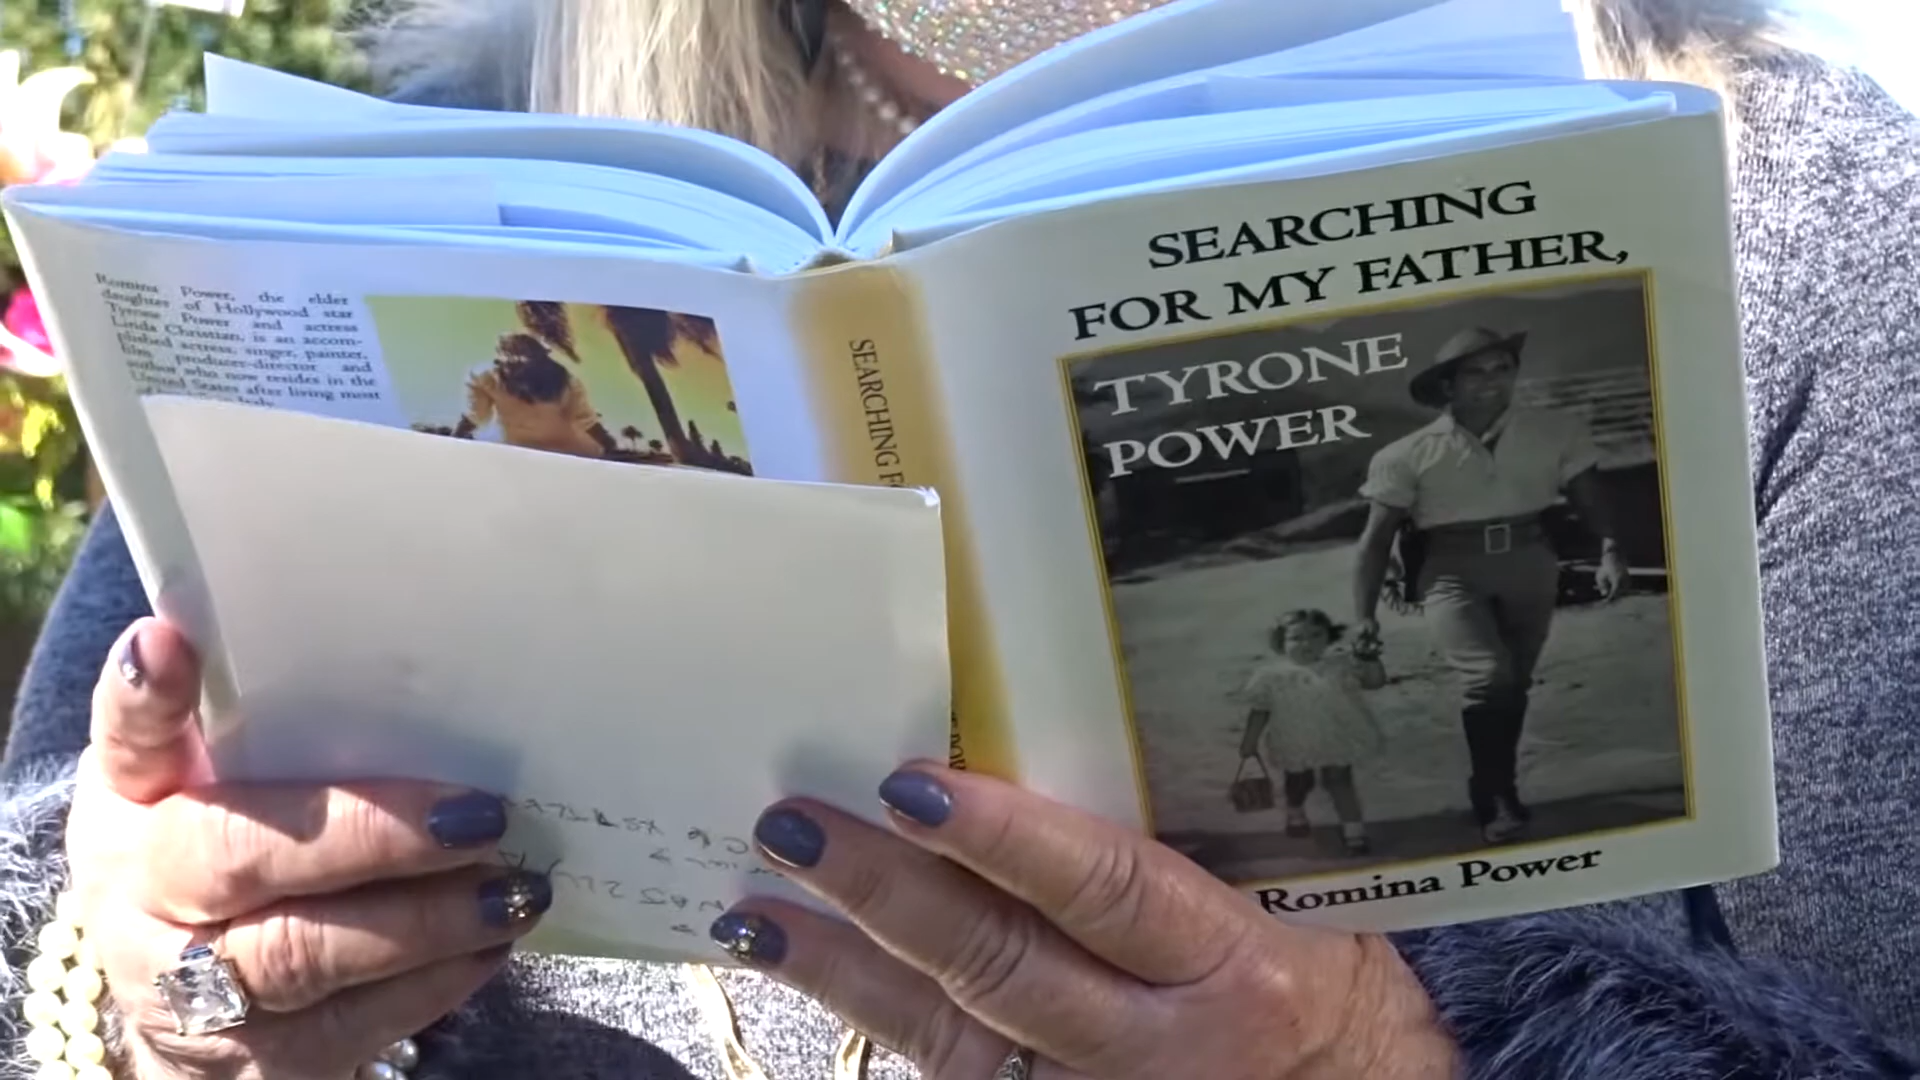 Romina Power, the elder
daughter of Hollywood star
Tyrone Power and actress
Linda Christian, is an accom-
plished actress, singer, painter,
film producer-director and
author who now resides in the
United States after living most
SEARCHING
SEARCHING
FOR MY FATHER,
TYRONE
POWER
Romina Power